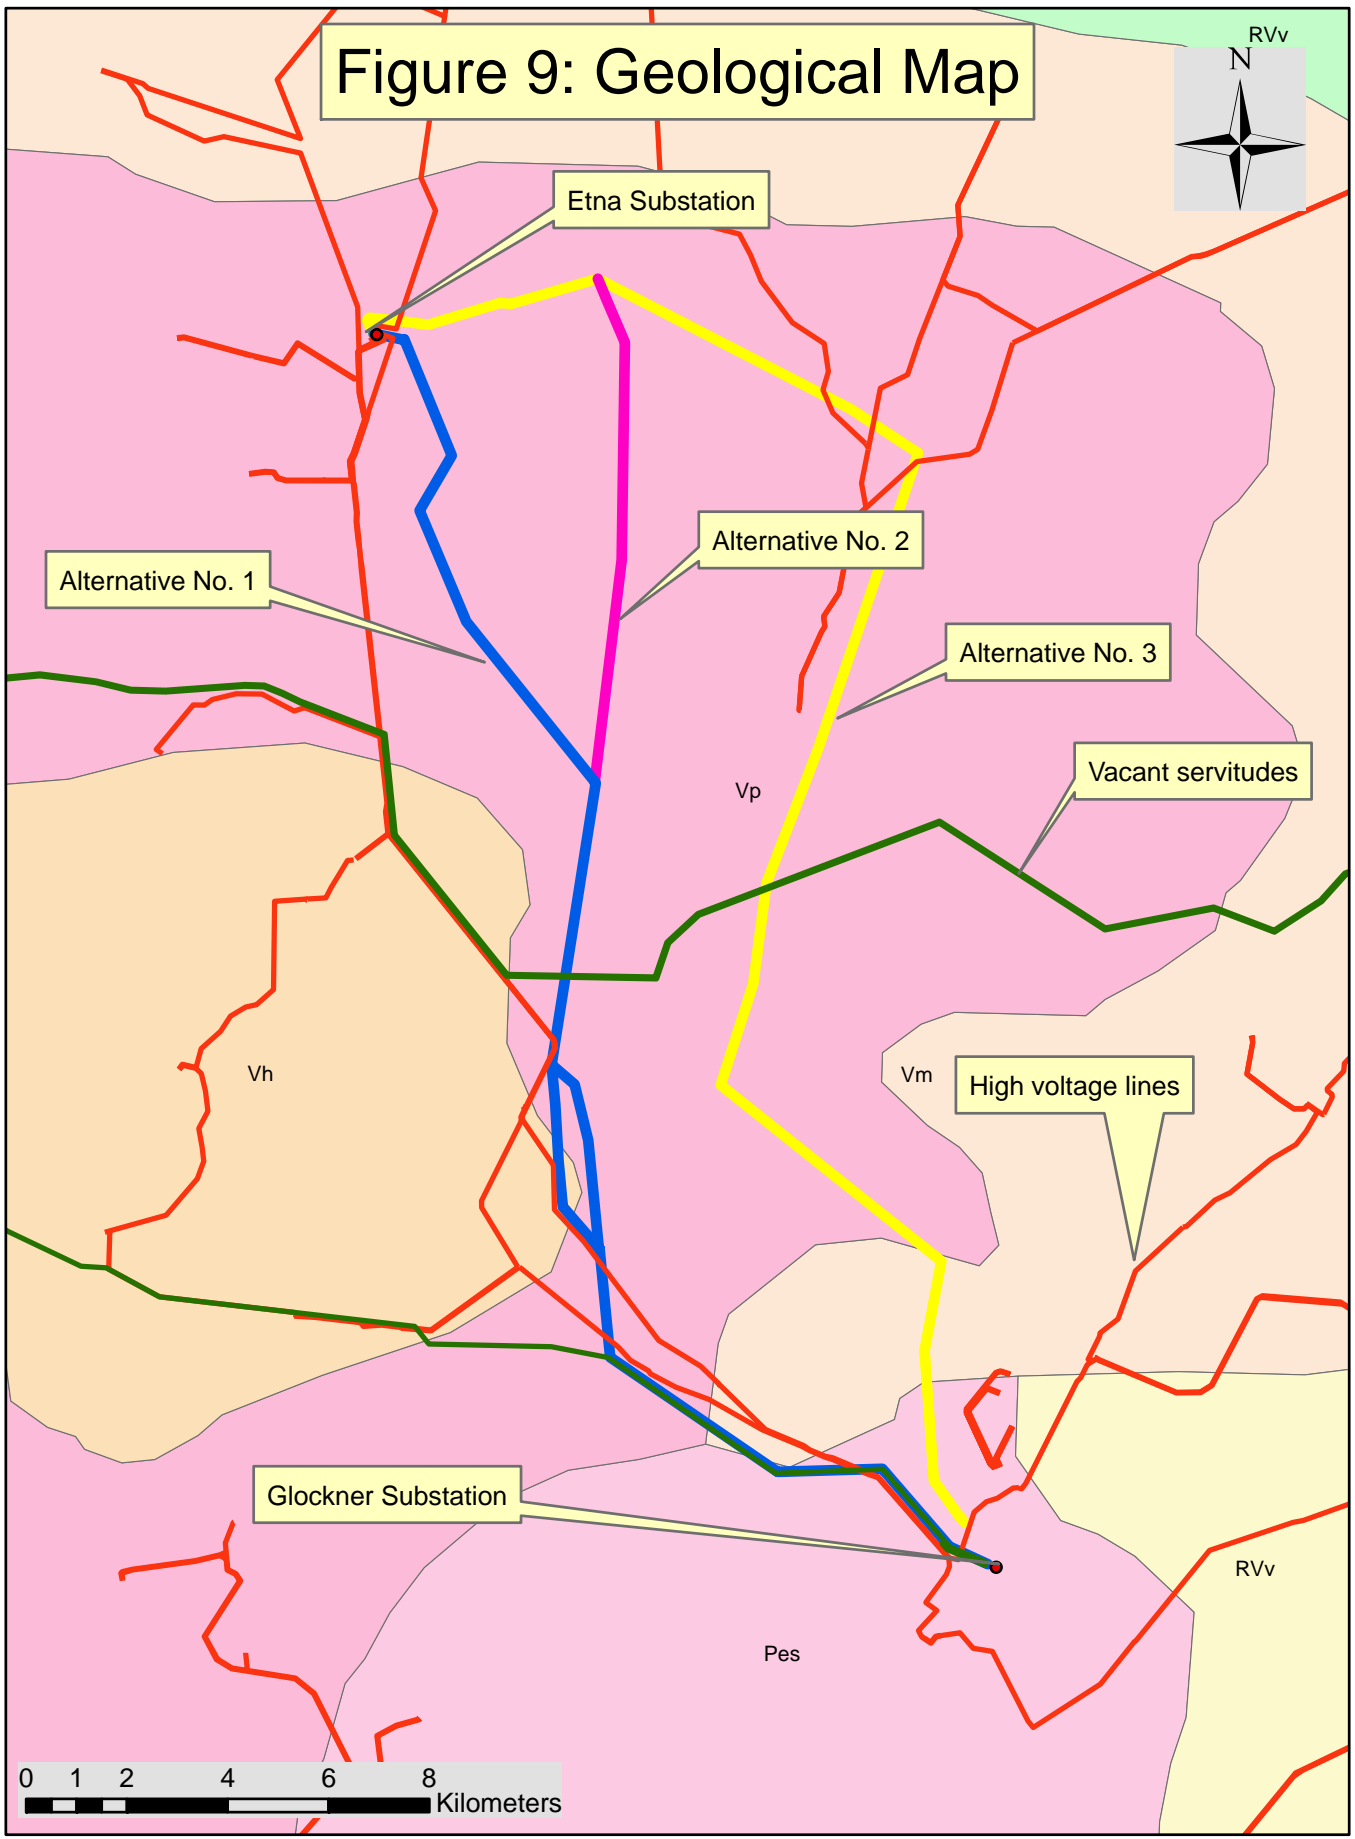 RVv
Figure 9: Geological Map
N
Etna Substation
Alternative No. 2
Alternative No. 1
Alternative No. 3
Vacant servitudes
Vp
Vh
Vm
High voltage lines
Glockner Substation
RVv
Pes
0 1 2 4 6 8
Kilometers